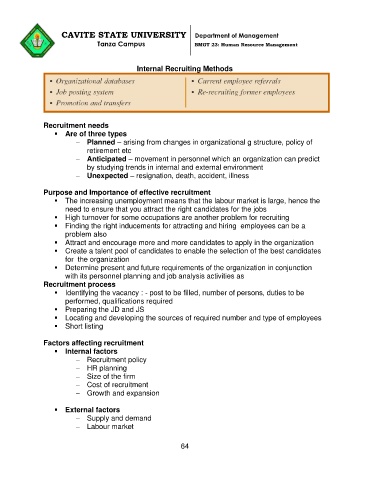 CAVITE STATE UNIVERSITY
Tanza Campus
Department of Management
BMGT 23: Human Resource Management
Internal Recruiting Methods
• Organizational databases
• Job posting system
• Promotion and transfers
• Current employee referrals
• Re-recruiting former employees
Recruitment needs
▪ Are of three types
– Planned – arising from changes in organizational g structure, policy of
retirement etc
– Anticipated – movement in personnel which an organization can predict
by studying trends in internal and external environment
– Unexpected – resignation, death, accident, illness
Purpose and Importance of effective recruitment
▪ The increasing unemployment means that the labour market is large, hence the
need to ensure that you attract the right candidates for the jobs
▪ High turnover for some occupations are another problem for recruiting
▪ Finding the right inducements for attracting and hiring employees can be a
problem also
▪ Attract and encourage more and more candidates to apply in the organization
▪ Create a talent pool of candidates to enable the selection of the best candidates
for the organization
▪ Determine present and future requirements of the organization in conjunction
with its personnel planning and job analysis activities as
Recruitment process
▪ Identifying the vacancy : - post to be filled, number of persons, duties to be
performed, qualifications required
▪ Preparing the JD and JS
▪ Locating and developing the sources of required number and type of employees
▪ Short listing
Factors affecting recruitment
▪ Internal factors
– Recruitment policy
– HR planning
– Size of the firm
– Cost of recruitment
– Growth and expansion
▪ External factors
– Supply and demand
– Labour market
64